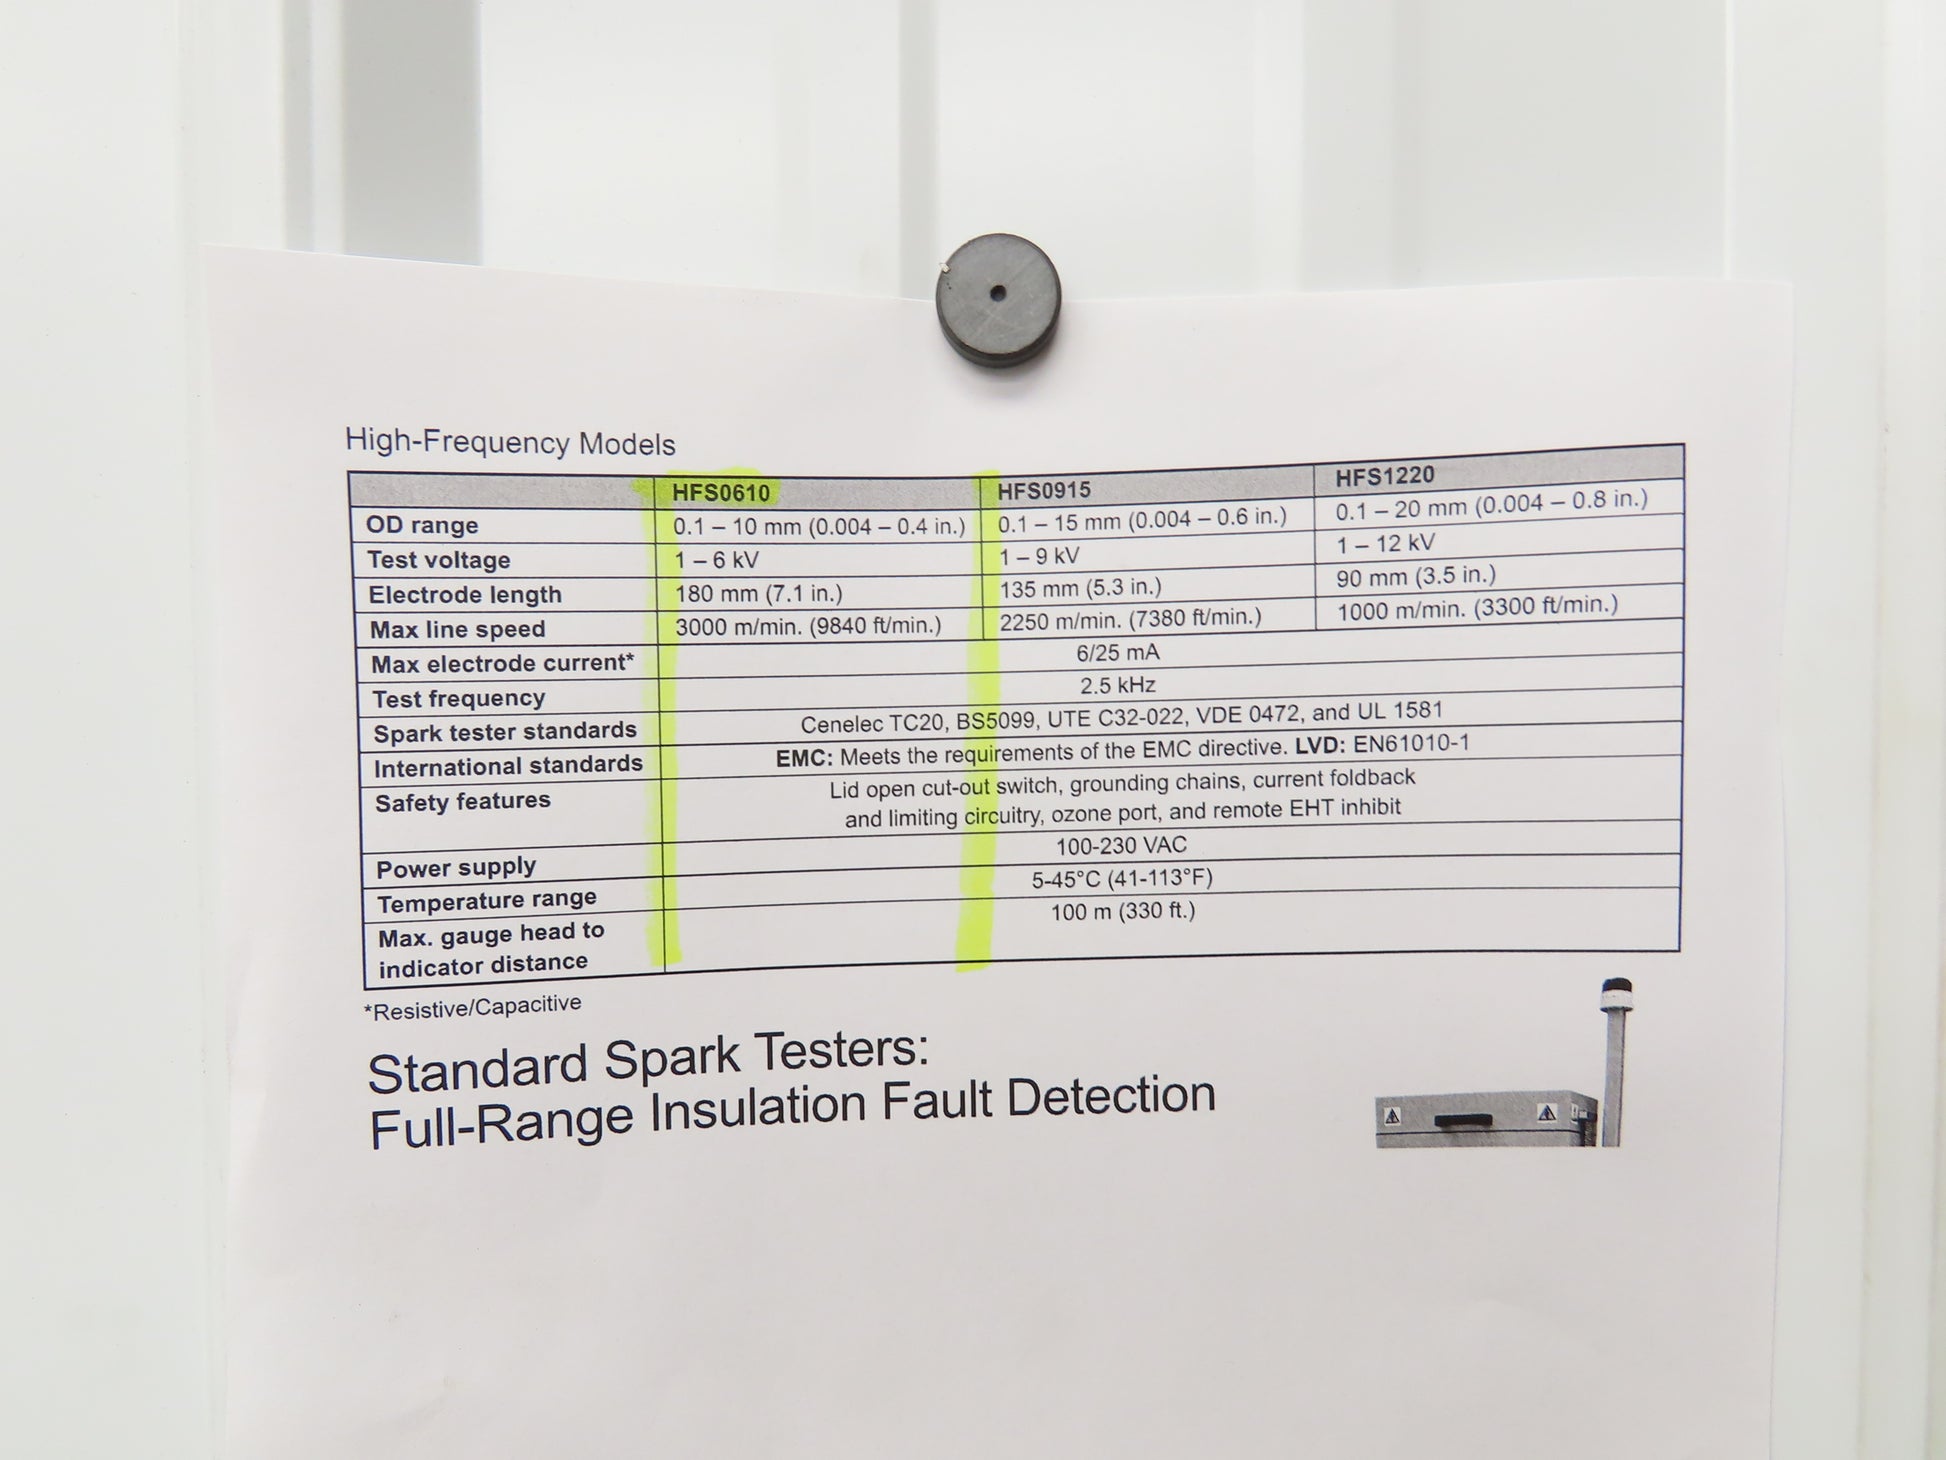 High-Frequency Models
HFS0610 HFS0915 HFS1220
OD range 0.1 – 10 mm (0.004 – 0.4 in.) 0.1 – 15 mm (0.004 – 0.6 in.) 0.1 – 20 mm (0.004 – 0.8 in.)
Test voltage 1 – 6 kV 1 – 9 kV 1 – 12 kV
Electrode length 180 mm (7.1 in.) 135 mm (5.3 in.) 90 mm (3.5 in.)
Max line speed 3000 m/min. (9840 ft/min.) 2250 m/min. (7380 ft/min.) 1000 m/min. (3300 ft/min.)
Max electrode current* 6/25 mA
Test frequency 2.5 kHz
Spark tester standards Cenelec TC20, BS5099, UTE C32-022, VDE 0472, and UL 1581
International standards EMC: Meets the requirements of the EMC directive. LVD: EN61010-1
Safety features Lid open cut-out switch, grounding chains, current foldback
and limiting circuitry, ozone port, and remote EHT inhibit
Power supply 100-230 VAC
Temperature range 5-45°C (41-113°F)
Max. gauge head to 100 m (330 ft.)
indicator distance
*Resistive/Capacitive
Standard Spark Testers:
Full-Range Insulation Fault Detection